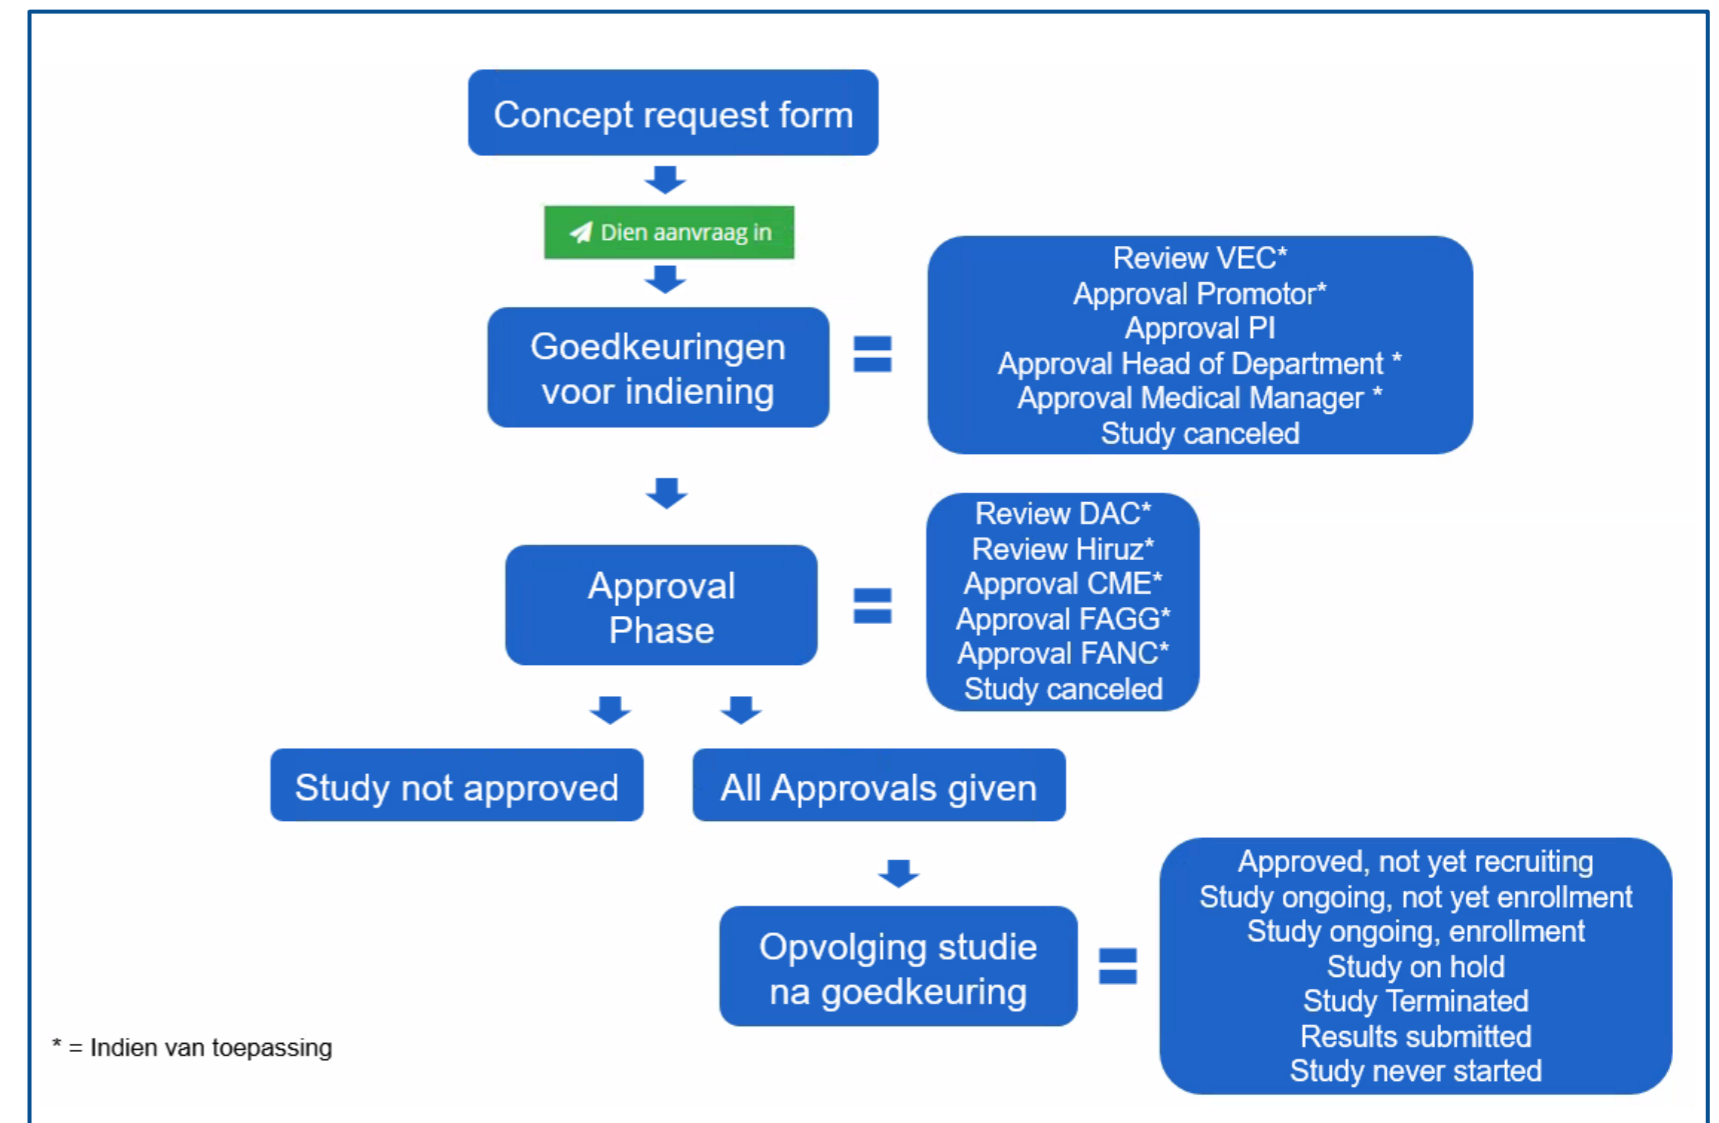 Concept request form
Dien aanvraag in
Goedkeuringen
voor indiening
Review VEC*
Approval Promotor*
Approval PI
Approval Head of Department *
Approval Medical Manager *
Study canceled
Approval
Phase
Review DAC*
Review Hiruz*
Approval CME*
Approval FAGG*
Approval FANC*
Study canceled
Study not approved
All Approvals given
Opvolging studie
na goedkeuring
Approved, not yet recruiting
Study ongoing, not yet enrollment
Study ongoing, enrollment
Study on hold
Study Terminated
Results submitted
Study never started
* = Indien van toepassing